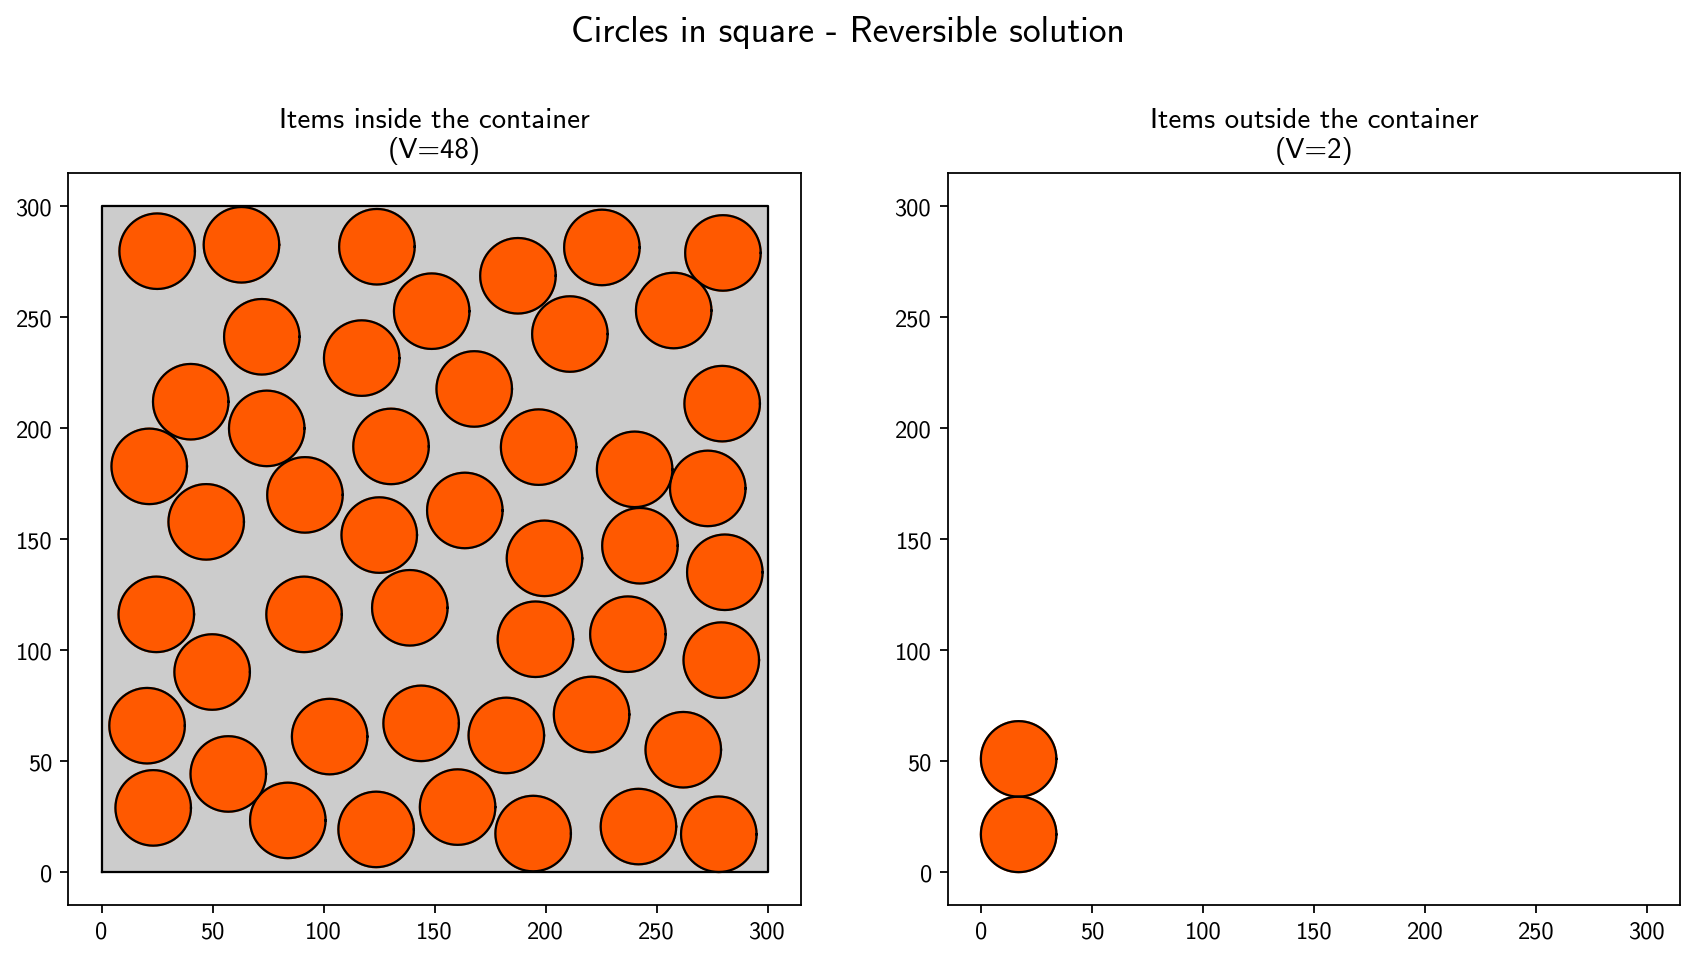 Circles in square - Reversible solution
Items inside the container
(V=48)
300
250
200
150
100
50
0
0 50 100 150 200 250 300
Items outside the container
(V=2)
300
250
200
150
100
50
0
0 50 100 150 200 250 300